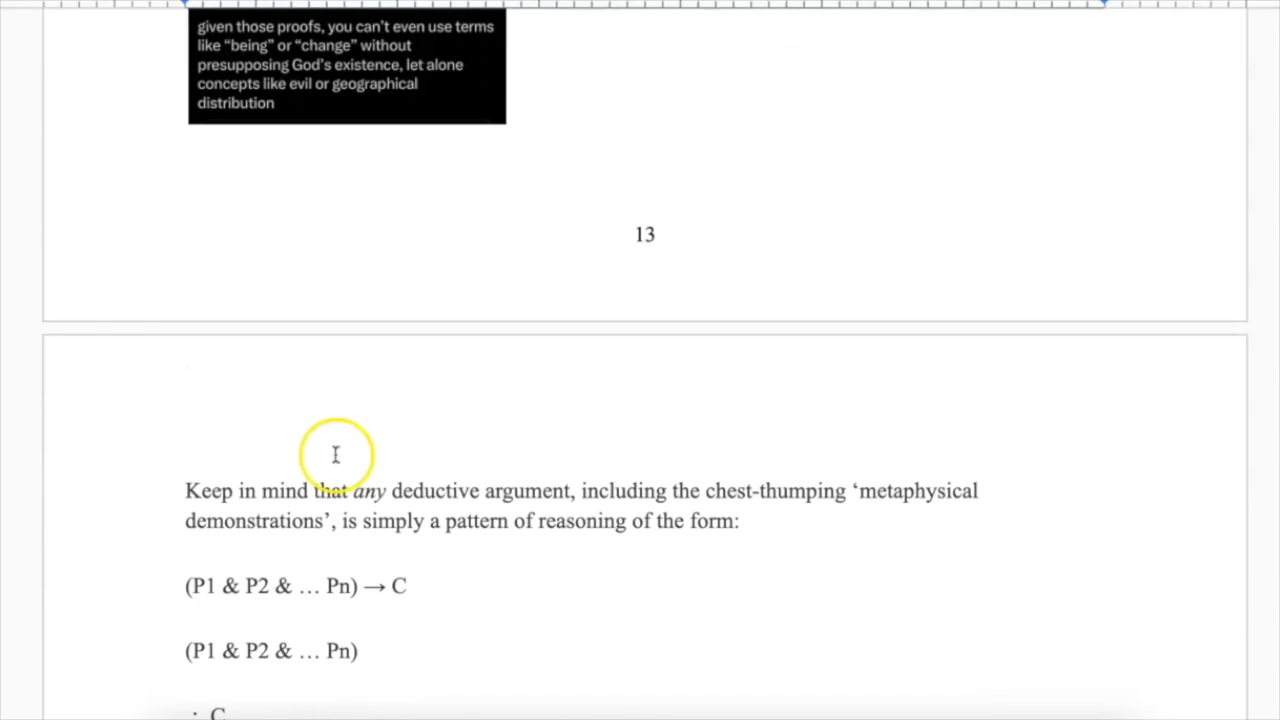 given those proofs, you can't even use terms
like “being” or “change” without
presupposing God's existence, let alone
concepts like evil or geographical
distribution
13
Keep in mind that any deductive argument, including the chest-thumping ‘metaphysical
demonstrations’, is simply a pattern of reasoning of the form:
(P1 & P2 & … Pn) → C
(P1 & P2 & … Pn)
∴ C